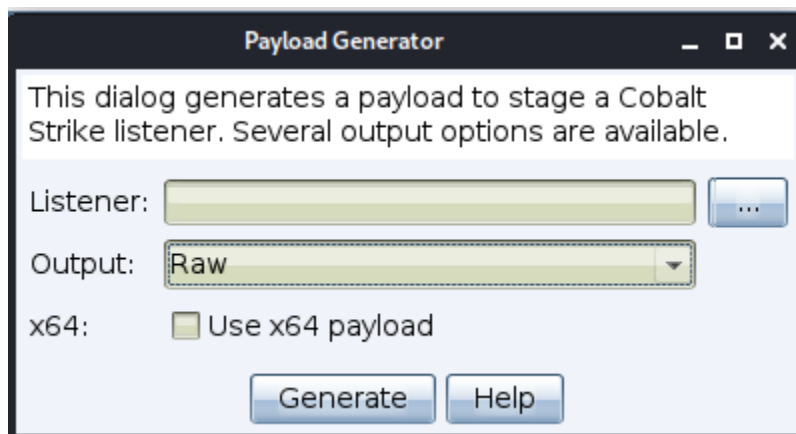 Payload Generator
This dialog generates a payload to stage a Cobalt
Strike listener. Several output options are available.
Listener: ...
Output: Raw
x64: Use x64 payload
Generate Help